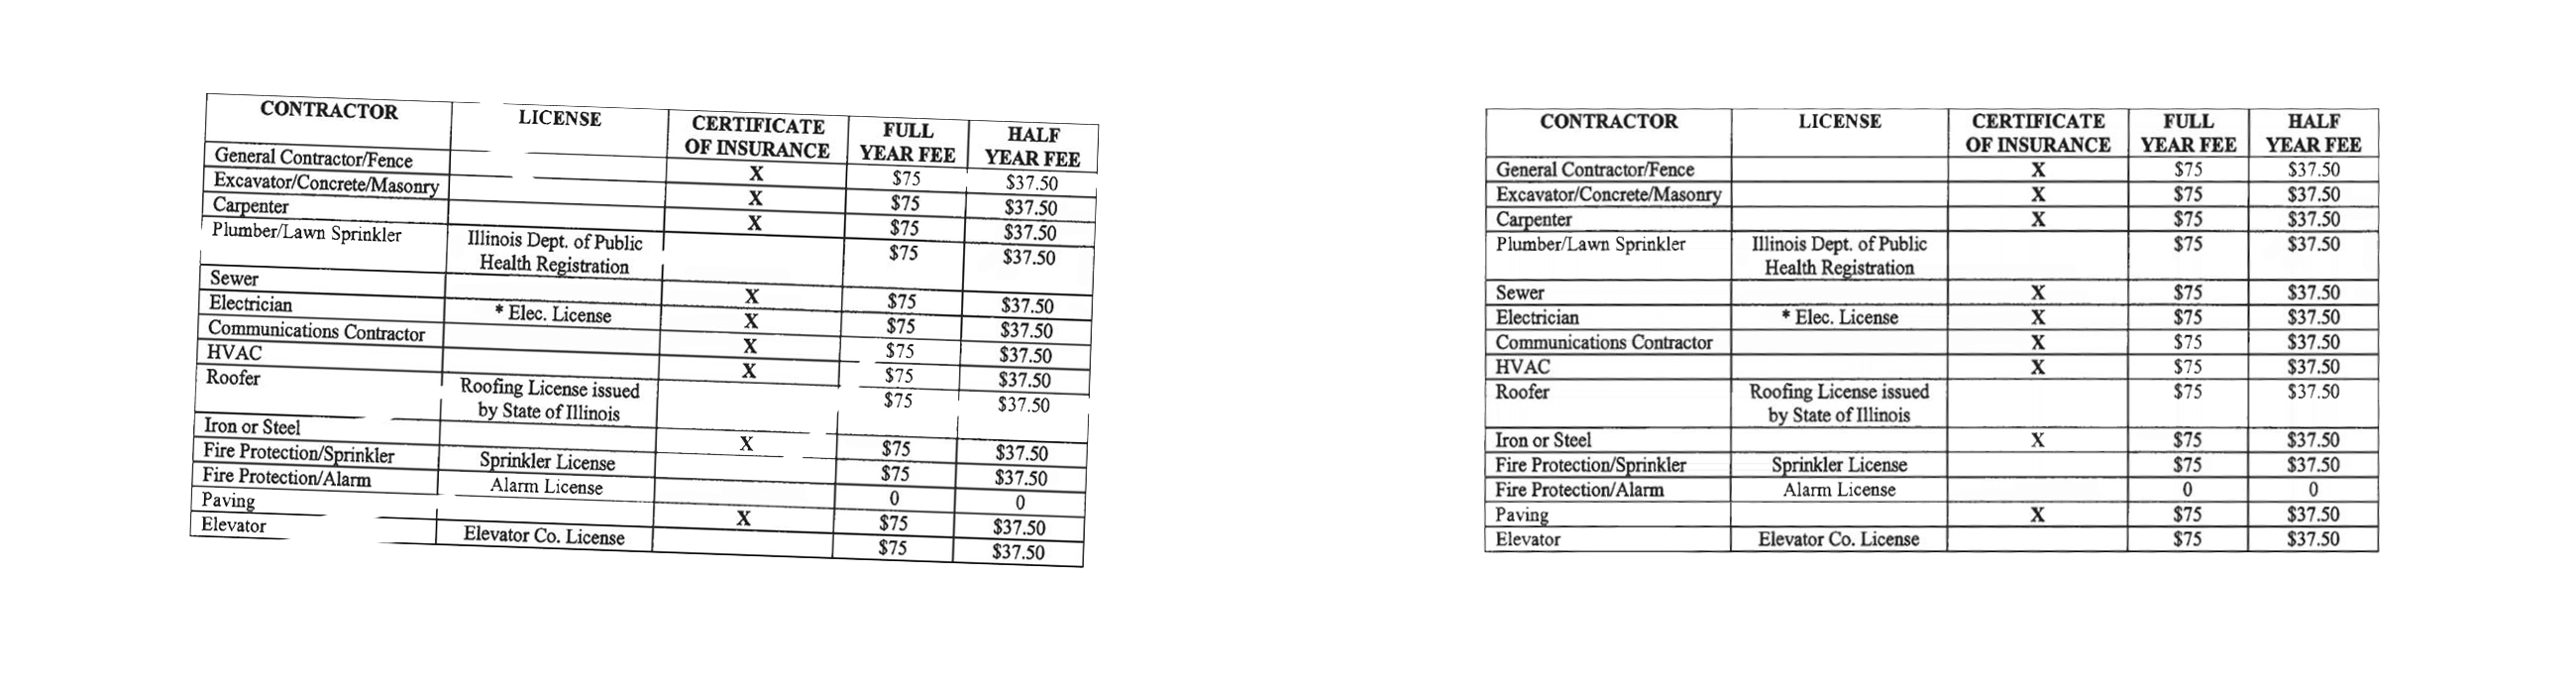 CONTRACTOR LICENSE CERTIFICATE OF INSURANCE FULL YEAR FEE HALF YEAR FEE
General Contractor/Fence X $75 $37.50
Excavator/Concrete/Masonry X $75 $37.50
Carpenter X $75 $37.50
Plumber/Lawn Sprinkler Illinois Dept. of Public Health Registration $75 $37.50
Sewer X $75 $37.50
Electrician * Elec. License X $75 $37.50
Communications Contractor X $75 $37.50
HVAC X $75 $37.50
Roofer Roofing License issued by State of Illinois $75 $37.50
Iron or Steel X $75 $37.50
Fire Protection/Sprinkler Sprinkler License $75 $37.50
Fire Protection/Alarm Alarm License 0 0
Paving X $75 $37.50
Elevator Elevator Co. License $75 $37.50
CONTRACTOR LICENSE CERTIFICATE OF INSURANCE FULL YEAR FEE HALF YEAR FEE
General Contractor/Fence X $75 $37.50
Excavator/Concrete/Masonry X $75 $37.50
Carpenter X $75 $37.50
Plumber/Lawn Sprinkler Illinois Dept. of Public Health Registration $75 $37.50
Sewer X $75 $37.50
Electrician * Elec. License X $75 $37.50
Communications Contractor X $75 $37.50
HVAC X $75 $37.50
Roofer Roofing License issued by State of Illinois $75 $37.50
Iron or Steel X $75 $37.50
Fire Protection/Sprinkler Sprinkler License $75 $37.50
Fire Protection/Alarm Alarm License 0 0
Paving X $75 $37.50
Elevator Elevator Co. License $75 $37.50